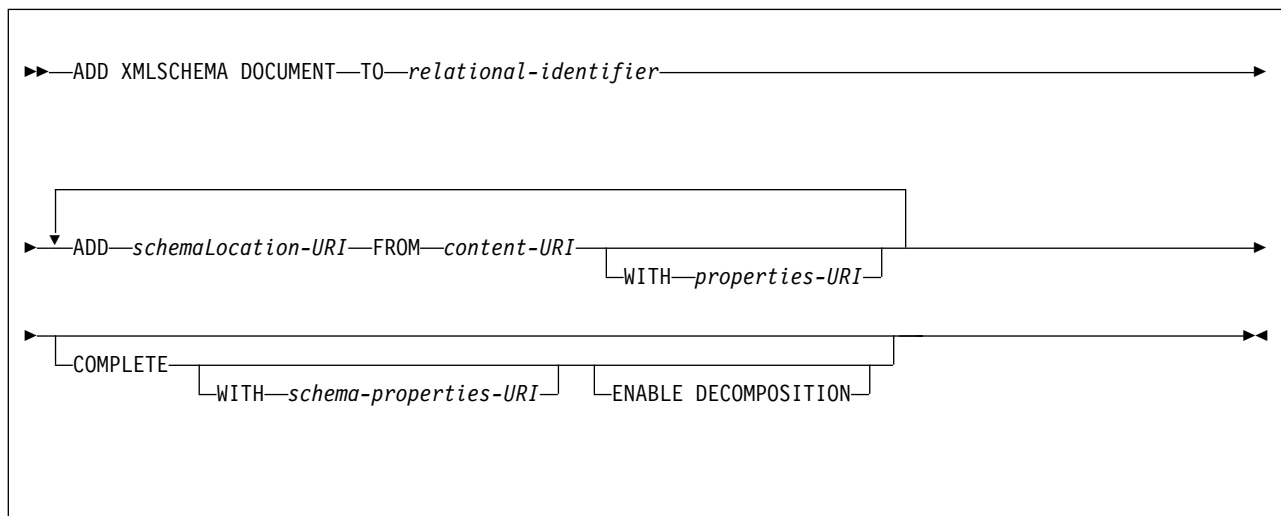 ADD XMLSCHEMA DOCUMENT TO relational-identifier
ADD schemaLocation-URI FROM content-URI
WITH properties-URI
COMPLETE
WITH schema-properties-URI ENABLE DECOMPOSITION